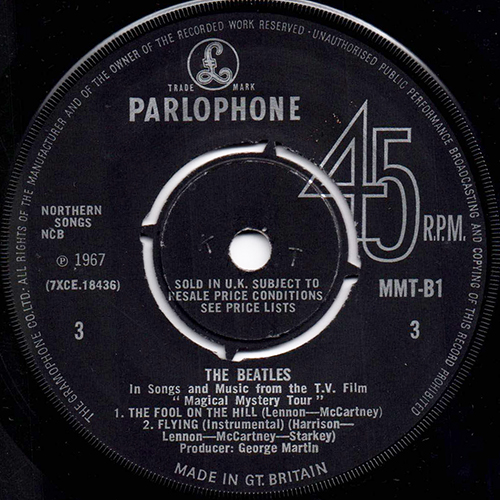 THE GRAMOPHONE CO. LTD. ALL RIGHTS OF THE MANUFACTURER AND OF THE OWNER OF THE RECORDED WORK RESERVED · UNAUTHORISED PUBLIC PERFORMANCE BROADCASTING AND COPYING OF THIS RECORD PROHIBITED
£
TRADE MARK
PARLOPHONE
45
R.P.M.
NORTHERN
SONGS
NCB
℗ 1967
(7XCE.18436)
3
K T
SOLD IN U.K. SUBJECT TO
RESALE PRICE CONDITIONS,
SEE PRICE LISTS
MMT-B1
3
THE BEATLES
In Songs and Music from the T.V. Film
"Magical Mystery Tour"
1. THE FOOL ON THE HILL (Lennon—McCartney)
2. FLYING (Instrumental) (Harrison—
Lennon—McCartney—Starkey)
Producer: George Martin
MADE IN GT. BRITAIN